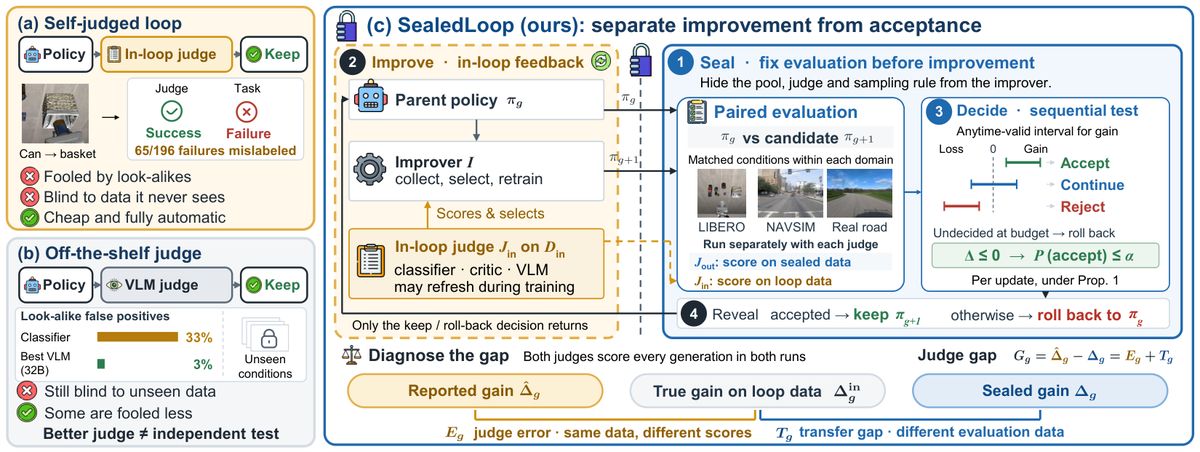 (a) Self-judged loop
Policy
In-loop judge
Keep
Judge
Task
Success
Failure
65/196 failures mislabeled
Can → basket
Fooled by look-alikes
Blind to data it never sees
Cheap and fully automatic
(b) Off-the-shelf judge
Policy
VLM judge
Keep
Look-alike false positives
Classifier
33%
Best VLM
(32B)
3%
Unseen
conditions
Still blind to unseen data
Some are fooled less
Better judge ≠ independent test
(c) SealedLoop (ours): separate improvement from acceptance
2 Improve · in-loop feedback
Parent policy π_g
Improver I
collect, select, retrain
Scores & selects
In-loop judge J_in on D_in
classifier · critic · VLM
may refresh during training
Only the keep / roll-back decision returns
π_g
π_{g+1}
1 Seal · fix evaluation before improvement
Hide the pool, judge and sampling rule from the improver.
Paired evaluation
π_g vs candidate π_{g+1}
Matched conditions within each domain
LIBERO
NAVSIM
Real road
Run separately with each judge
J_out: score on sealed data
J_in: score on loop data
3 Decide · sequential test
Anytime-valid interval for gain
Loss 0 Gain
Accept
Continue
Reject
Undecided at budget → roll back
Δ ≤ 0 → P (accept) ≤ α
Per update, under Prop. 1
4 Reveal accepted → keep π_{g+1} otherwise → roll back to π_g
Diagnose the gap Both judges score every generation in both runs
Judge gap G_g = Δ̂_g − Δ_g = E_g + T_g
Reported gain Δ̂_g
True gain on loop data Δ_g^in
Sealed gain Δ_g
E_g judge error · same data, different scores
T_g transfer gap · different evaluation data